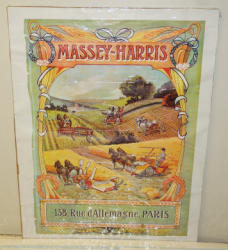 MASSEY-HARRIS
158, Rue d'Allemagne, PARIS